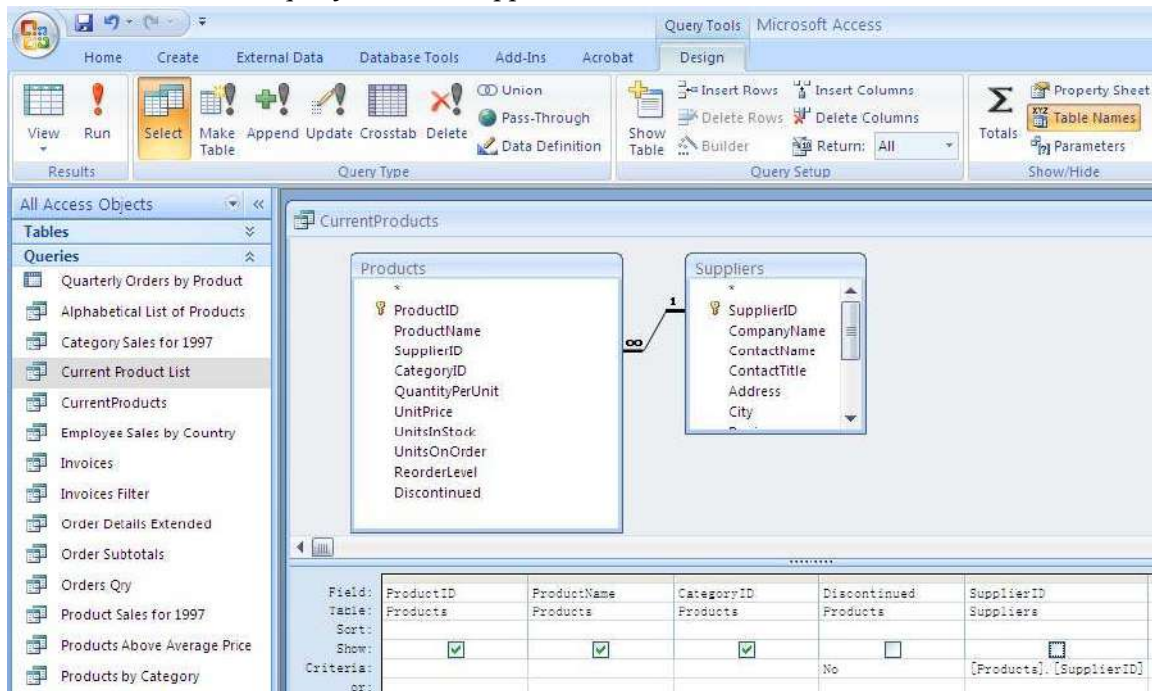 Query Tools Microsoft Access
Home Create External Data Database Tools Add-Ins Acrobat Design
View
Run
Select
Make Table
Append
Update
Crosstab
Delete
Union
Pass-Through
Data Definition
Show Table
Insert Rows
Delete Rows
Builder
Insert Columns
Delete Columns
Return: All
Σ
Totals
Property Sheet
XYZ Table Names
Parameters
Results Query Type Query Setup Show/Hide
All Access Objects
Tables
Queries
Quarterly Orders by Product
Alphabetical List of Products
Category Sales for 1997
Current Product List
CurrentProducts
Employee Sales by Country
Invoices
Invoices Filter
Order Details Extended
Order Subtotals
Orders Qry
Product Sales for 1997
Products Above Average Price
Products by Category
CurrentProducts
Products
*
ProductID
ProductName
SupplierID
CategoryID
QuantityPerUnit
UnitPrice
UnitsInStock
UnitsOnOrder
ReorderLevel
Discontinued
∞
1
Suppliers
*
SupplierID
CompanyName
ContactName
ContactTitle
Address
City
Field: ProductID ProductName CategoryID Discontinued SupplierID
Table: Products Products Products Products Suppliers
Sort:
Show:
Criteria: No [Products].[SupplierID]
or: